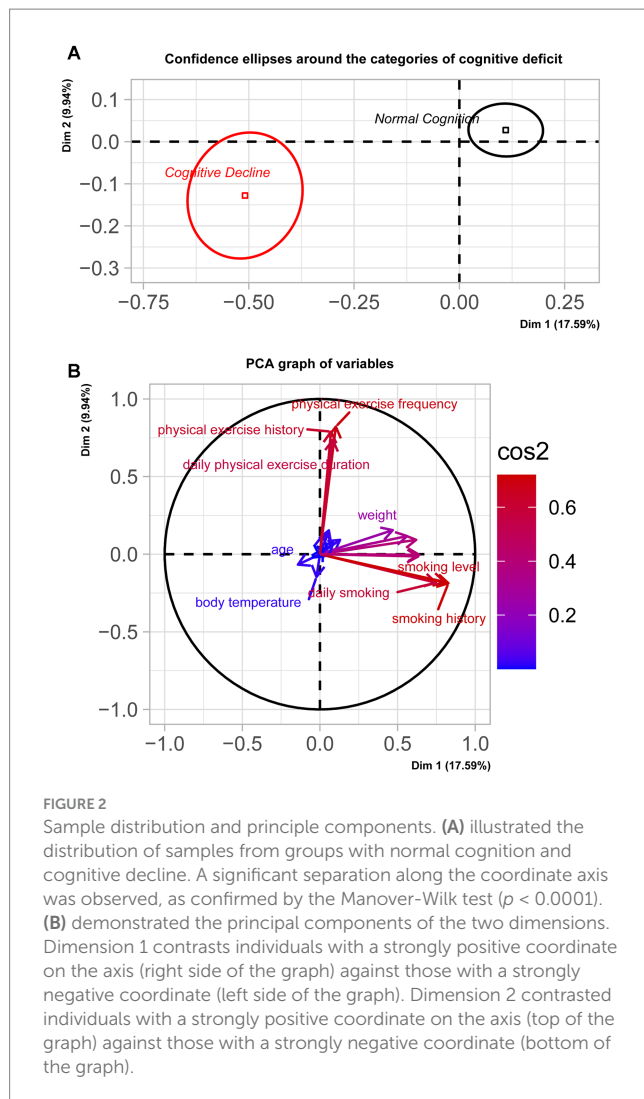 A
Confidence ellipses around the categories of cognitive deficit
Dim 2 (9.94%)
0.1
0.0
−0.1
−0.2
−0.3
Normal Cognition
Cognitive Decline
−0.75
−0.50
−0.25
0.00
0.25
Dim 1 (17.59%)
B
PCA graph of variables
Dim 2 (9.94%)
1.0
0.5
0.0
−0.5
−1.0
physical exercise frequency
physical exercise history
daily physical exercise duration
weight
age
smoking level
daily smoking
body temperature
smoking history
−1.0
−0.5
0.0
0.5
1.0
Dim 1 (17.59%)
cos2
0.6
0.4
0.2
FIGURE 2
Sample distribution and principle components. (A) illustrated the
distribution of samples from groups with normal cognition and
cognitive decline. A significant separation along the coordinate axis
was observed, as confirmed by the Manover-Wilk test (p < 0.0001).
(B) demonstrated the principal components of the two dimensions.
Dimension 1 contrasts individuals with a strongly positive coordinate
on the axis (right side of the graph) against those with a strongly
negative coordinate (left side of the graph). Dimension 2 contrasted
individuals with a strongly positive coordinate on the axis (top of the
graph) against those with a strongly negative coordinate (bottom of
the graph).